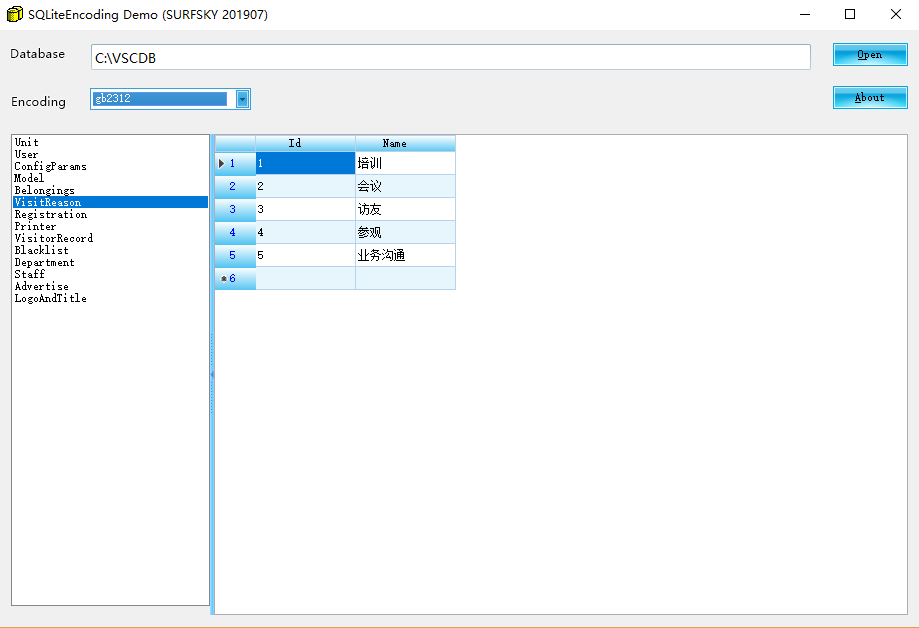 SQLiteEncoding Demo (SURFSKY 201907)
Database
C:\VSCDB
Open
Encoding
gb2312
About
Unit
User
ConfigParams
Model
Belongings
VisitReason
Registration
Printer
VisitorRecord
Blacklist
Department
Staff
Advertise
LogoAndTitle
Id Name
1 1 培训
2 2 会议
3 3 访友
4 4 参观
5 5 业务沟通
6